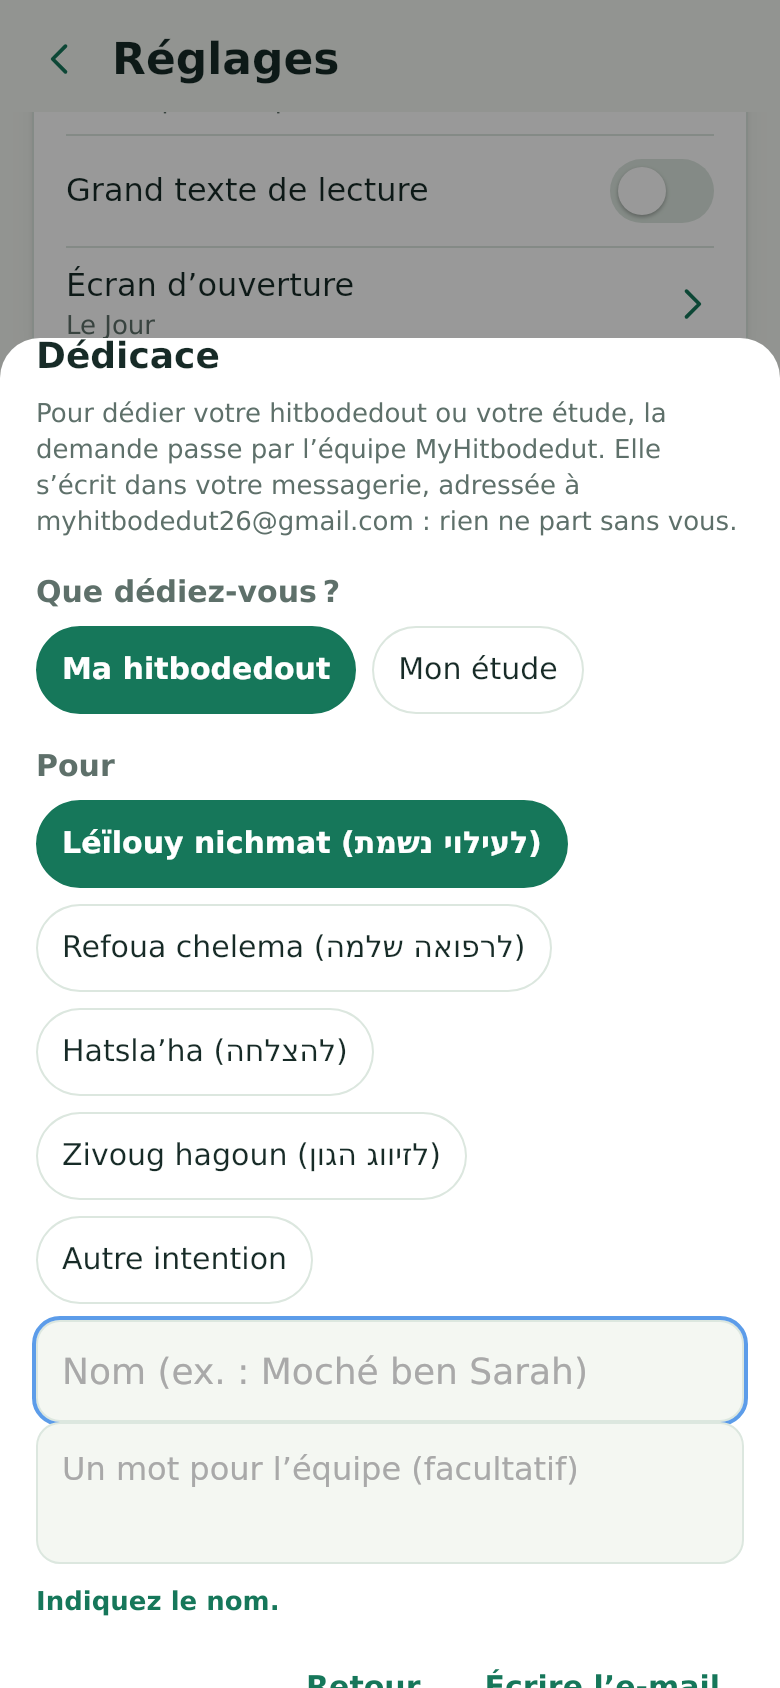 Réglages
Grand texte de lecture
Écran d’ouverture
Le Jour
Dédicace
Pour dédier votre hitbodedout ou votre étude, la
demande passe par l’équipe MyHitbodedut. Elle
s’écrit dans votre messagerie, adressée à
myhitbodedut26@gmail.com : rien ne part sans vous.
Que dédiez-vous ?
Ma hitbodedout
Mon étude
Pour
Léïlouy nichmat (לעילוי נשמת)
Refoua chelema (לרפואה שלמה)
Hatsla’ha (להצלחה)
Zivoug hagoun (לזיווג הגון)
Autre intention
Nom (ex. : Moché ben Sarah)
Un mot pour l’équipe (facultatif)
Indiquez le nom.
Retour
Écrire l’e-mail